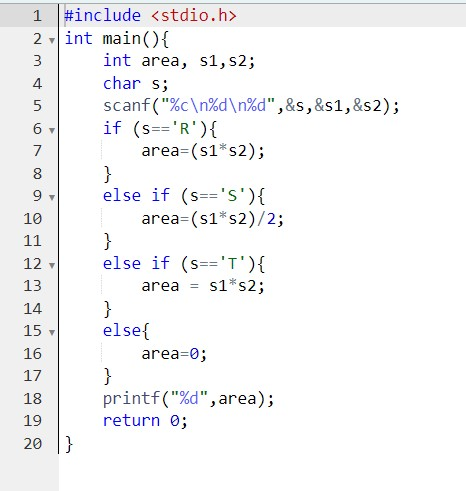 1 #include <stdio.h>
2 int main(){
3 int area, s1,s2;
4 char s;
5 scanf("%c\n%d\n%d",&s,&s1,&s2);
6 if (s=='R'){
7 area=(s1*s2);
8 }
9 else if (s=='S'){
10 area=(s1*s2)/2;
11 }
12 else if (s=='T'){
13 area = s1*s2;
14 }
15 else{
16 area=0;
17 }
18 printf("%d",area);
19 return 0;
20 }